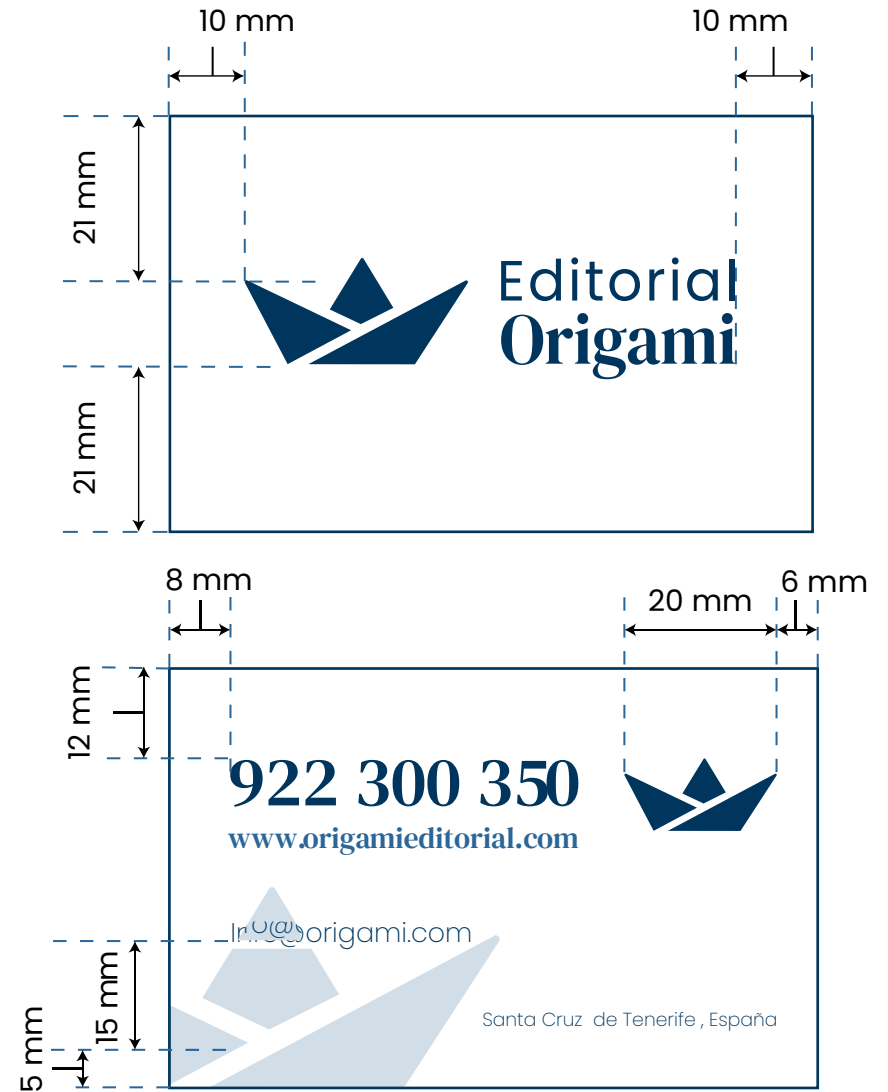 10 mm
10 mm
21 mm
Editorial
Origami
21 mm
8 mm
20 mm
6 mm
12 mm
922 300 350
www.origamieditorial.com
Info@origami.com
15 mm
Santa Cruz de Tenerife , España
5 mm